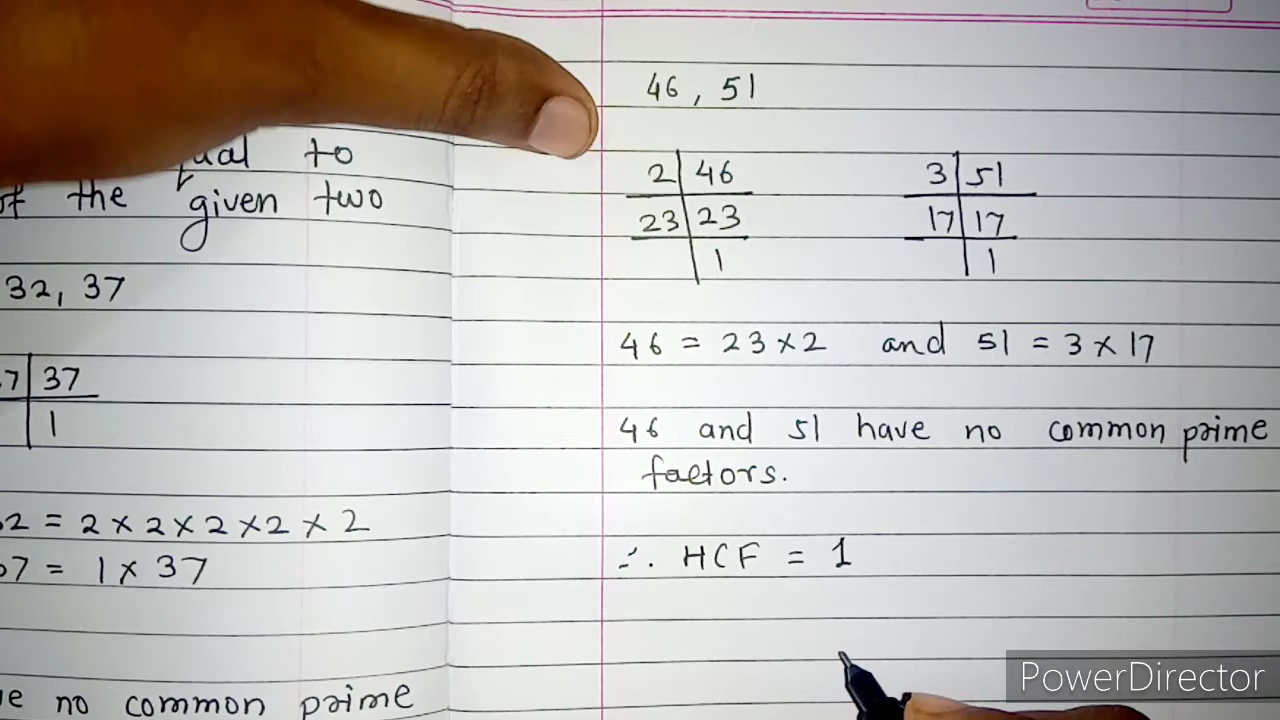 ual to
of the given two
32, 37
7 | 37
1
2 = 2 × 2 × 2 × 2 × 2
7 = 1 × 37
no common prime
46, 51
2 | 46
23 | 23
1
3 | 51
17 | 17
1
46 = 23 × 2 and 51 = 3 × 17
46 and 51 have no common prime
factors.
∴ HCF = 1
PowerDirector